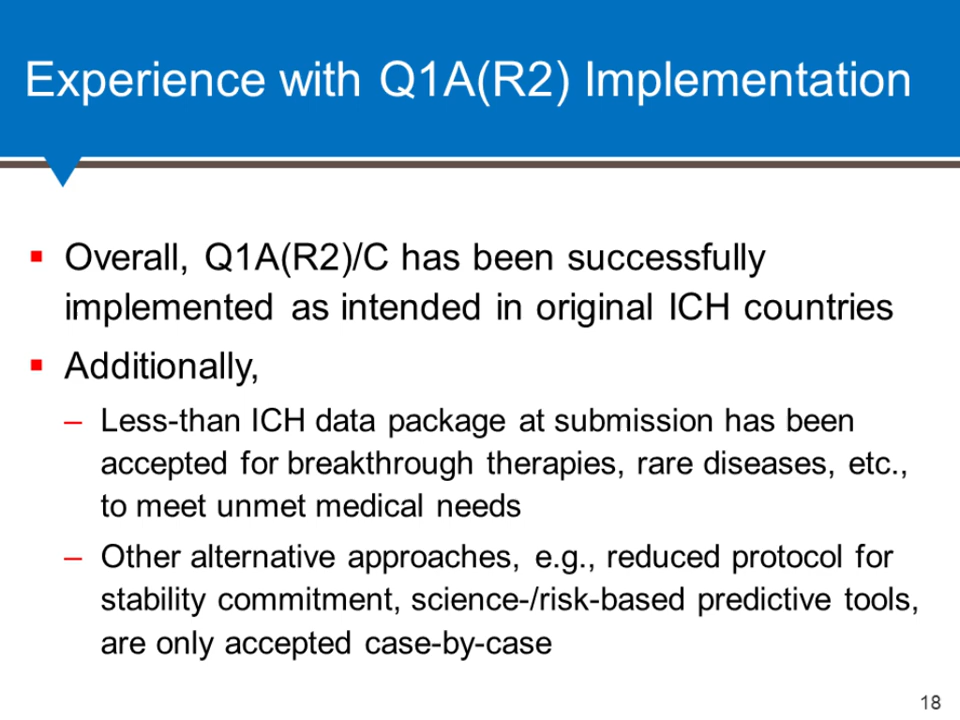 Experience with Q1A(R2) Implementation
▪ Overall, Q1A(R2)/C has been successfully
implemented as intended in original ICH countries
▪ Additionally,
– Less-than ICH data package at submission has been
accepted for breakthrough therapies, rare diseases, etc.,
to meet unmet medical needs
– Other alternative approaches, e.g., reduced protocol for
stability commitment, science-/risk-based predictive tools,
are only accepted case-by-case
18